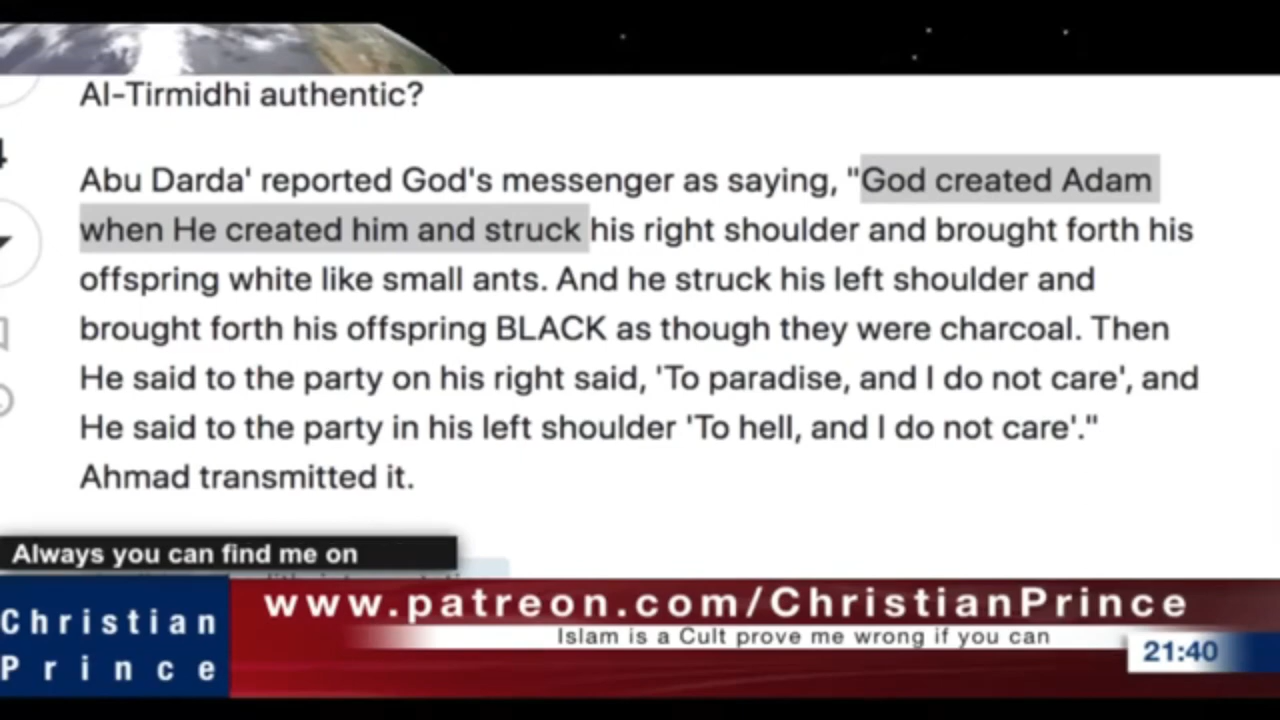 Al-Tirmidhi authentic?
Abu Darda' reported God's messenger as saying, "God created Adam
when He created him and struck his right shoulder and brought forth his
offspring white like small ants. And he struck his left shoulder and
brought forth his offspring BLACK as though they were charcoal. Then
He said to the party on his right said, 'To paradise, and I do not care', and
He said to the party in his left shoulder 'To hell, and I do not care'."
Ahmad transmitted it.
Always you can find me on
Christian
Prince
www.patreon.com/ChristianPrince
Islam is a Cult prove me wrong if you can
21:40